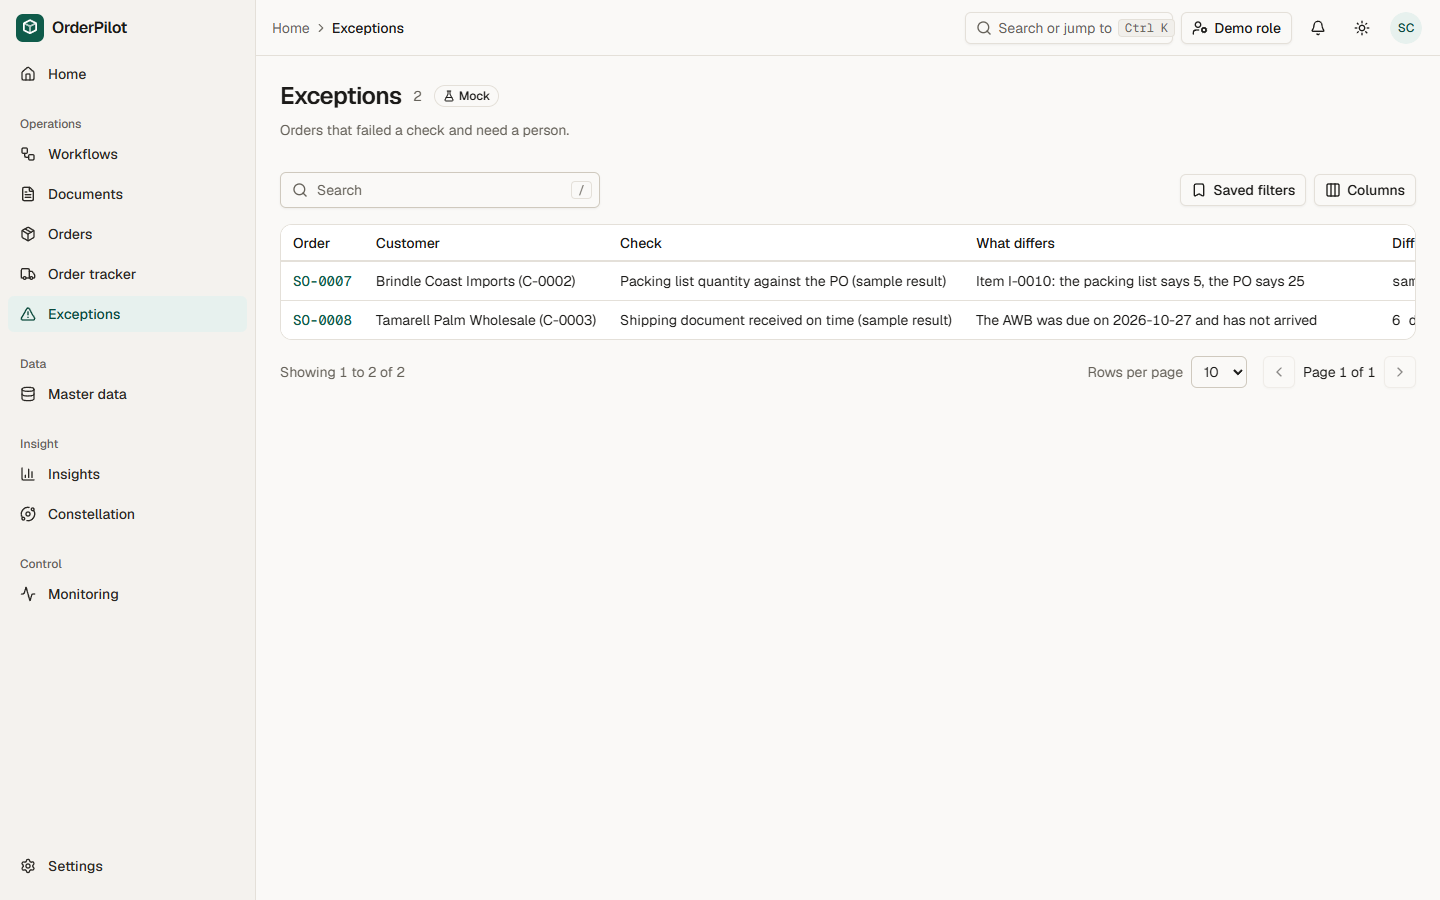 OrderPilot
Home > Exceptions
Search or jump to Ctrl K
Demo role
SC
Home
Operations
Workflows
Documents
Orders
Order tracker
Exceptions
Data
Master data
Insight
Insights
Constellation
Control
Monitoring
Settings
Exceptions 2 Mock
Orders that failed a check and need a person.
Search /
Saved filters
Columns
Order Customer Check What differs Diff
SO-0007 Brindle Coast Imports (C-0002) Packing list quantity against the PO (sample result) Item I-0010: the packing list says 5, the PO says 25 sam
SO-0008 Tamarell Palm Wholesale (C-0003) Shipping document received on time (sample result) The AWB was due on 2026-10-27 and has not arrived 6 d
Showing 1 to 2 of 2
Rows per page 10 Page 1 of 1